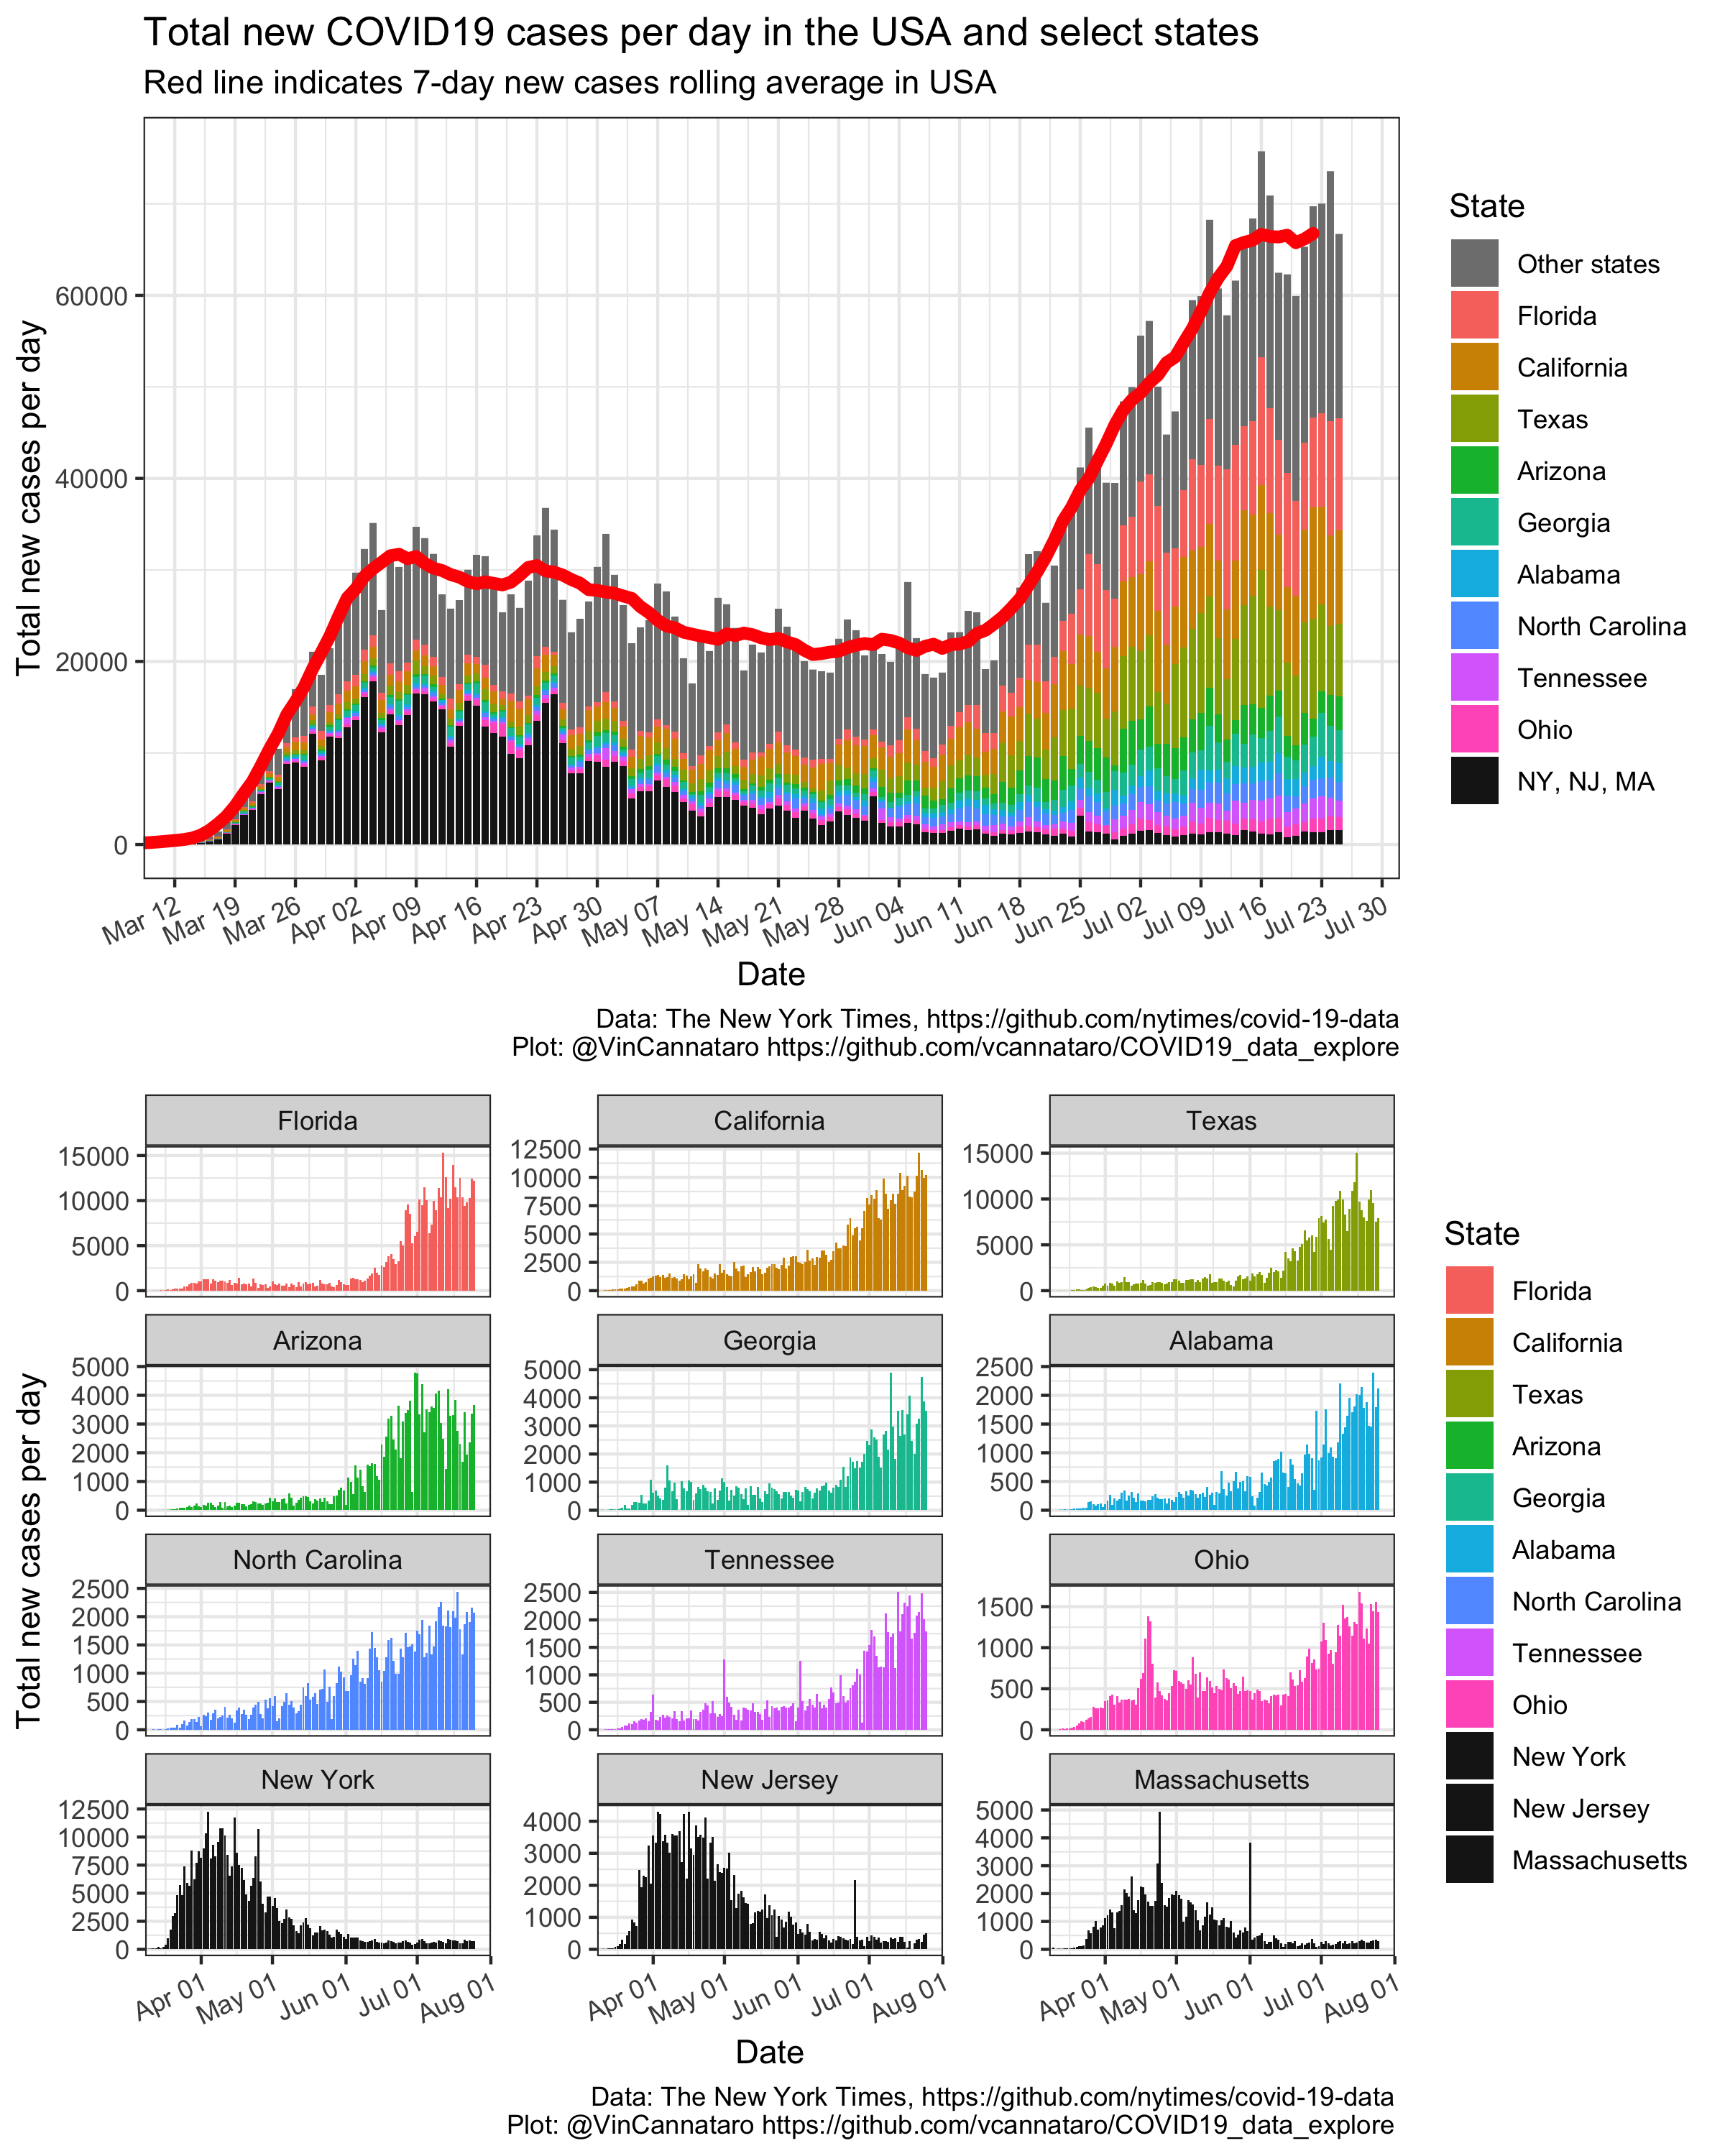 Total new COVID19 cases per day in the USA and select states
Red line indicates 7-day new cases rolling average in USA
Total new cases per day
60000
40000
20000
0
Mar 12
Mar 19
Mar 26
Apr 02
Apr 09
Apr 16
Apr 23
Apr 30
May 07
May 14
May 21
May 28
Jun 04
Jun 11
Jun 18
Jun 25
Jul 02
Jul 09
Jul 16
Jul 23
Jul 30
Date
State
Other states
Florida
California
Texas
Arizona
Georgia
Alabama
North Carolina
Tennessee
Ohio
NY, NJ, MA
Data: The New York Times, https://github.com/nytimes/covid-19-data
Plot: @VinCannataro https://github.com/vcannataro/COVID19_data_explore
Total new cases per day
Florida
15000
10000
5000
0
California
12500
10000
7500
5000
2500
0
Texas
15000
10000
5000
0
Arizona
5000
4000
3000
2000
1000
0
Georgia
5000
4000
3000
2000
1000
0
Alabama
2500
2000
1500
1000
500
0
North Carolina
2500
2000
1500
1000
500
0
Tennessee
2500
2000
1500
1000
500
0
Ohio
1500
1000
500
0
New York
12500
10000
7500
5000
2500
0
New Jersey
4000
3000
2000
1000
0
Massachusetts
5000
4000
3000
2000
1000
0
Apr 01
May 01
Jun 01
Jul 01
Aug 01
Apr 01
May 01
Jun 01
Jul 01
Aug 01
Apr 01
May 01
Jun 01
Jul 01
Aug 01
Date
State
Florida
California
Texas
Arizona
Georgia
Alabama
North Carolina
Tennessee
Ohio
New York
New Jersey
Massachusetts
Data: The New York Times, https://github.com/nytimes/covid-19-data
Plot: @VinCannataro https://github.com/vcannataro/COVID19_data_explore